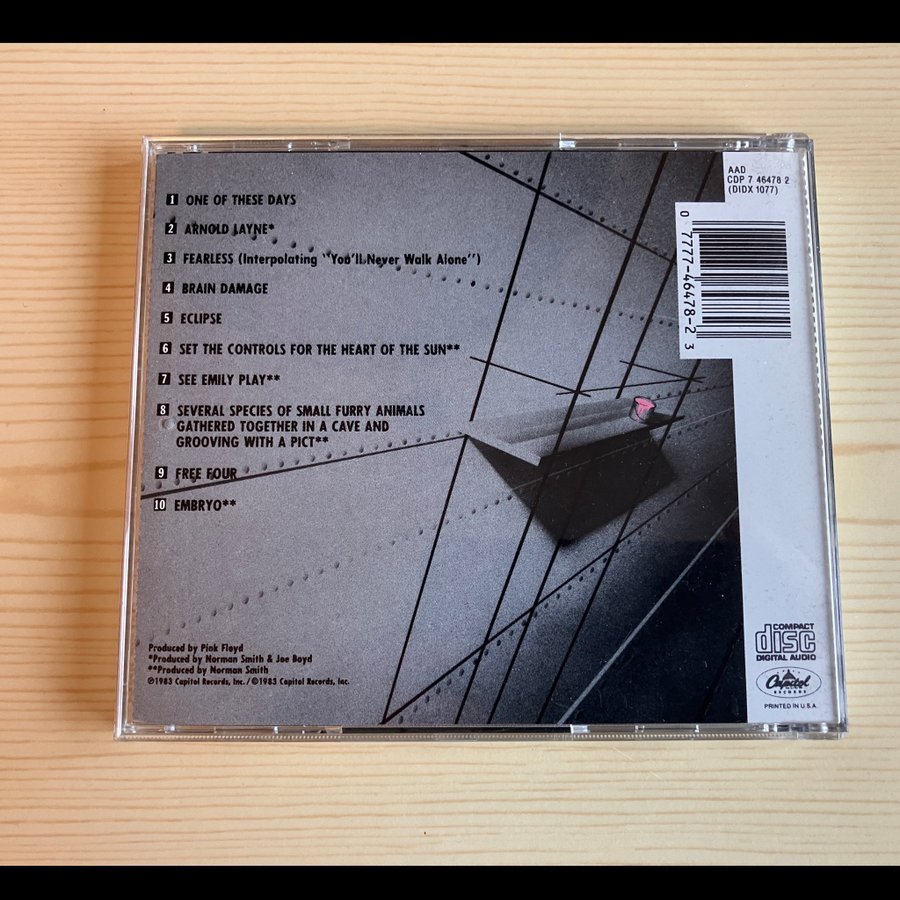 AAD
CDP 7 46478 2
(DIDX 1077)
0 7777-46478-2 3
1 ONE OF THESE DAYS
2 ARNOLD LAYNE*
3 FEARLESS (Interpolating ‘‘You'll Never Walk Alone’’)
4 BRAIN DAMAGE
5 ECLIPSE
6 SET THE CONTROLS FOR THE HEART OF THE SUN**
7 SEE EMILY PLAY**
8 SEVERAL SPECIES OF SMALL FURRY ANIMALS
GATHERED TOGETHER IN A CAVE AND
GROOVING WITH A PICT**
9 FREE FOUR
10 EMBRYO**
Produced by Pink Floyd
*Produced by Norman Smith & Joe Boyd
**Produced by Norman Smith
℗1983 Capitol Records, Inc. / ©1983 Capitol Records, Inc.
COMPACT
disc
DIGITAL AUDIO
Capitol
RECORDS
PRINTED IN U.S.A.